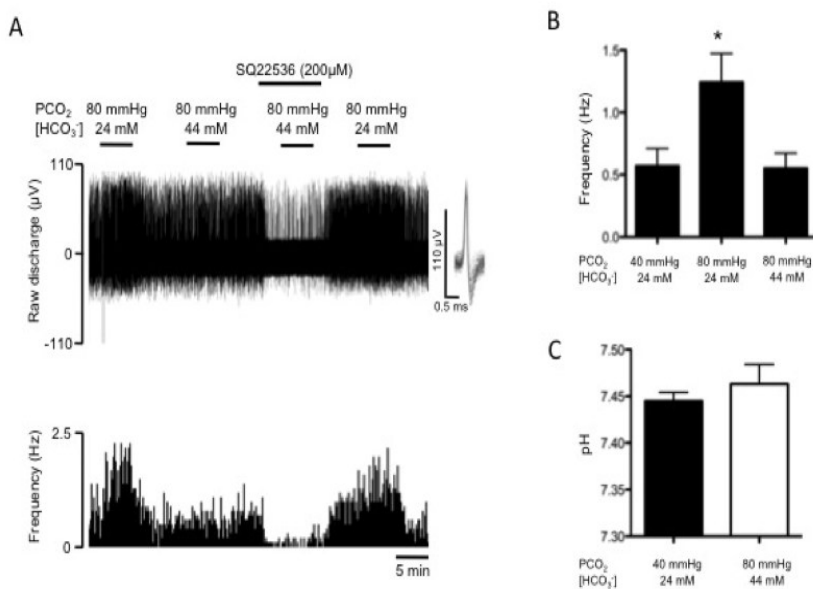 A
SQ22536 (200µM)
PCO2 80 mmHg 80 mmHg 80 mmHg 80 mmHg
[HCO3-] 24 mM 44 mM 44 mM 24 mM
110
0
-110
Raw discharge (µV)
110 µV
0.5 ms
2.5
0
Frequency (Hz)
5 min
B
*
1.5
1.0
0.5
0.0
Frequency (Hz)
PCO2 40 mmHg 80 mmHg 80 mmHg
[HCO3-] 24 mM 24 mM 44 mM
C
7.50
7.45
7.40
7.35
7.30
pH
PCO2 40 mmHg 80 mmHg
[HCO3-] 24 mM 44 mM